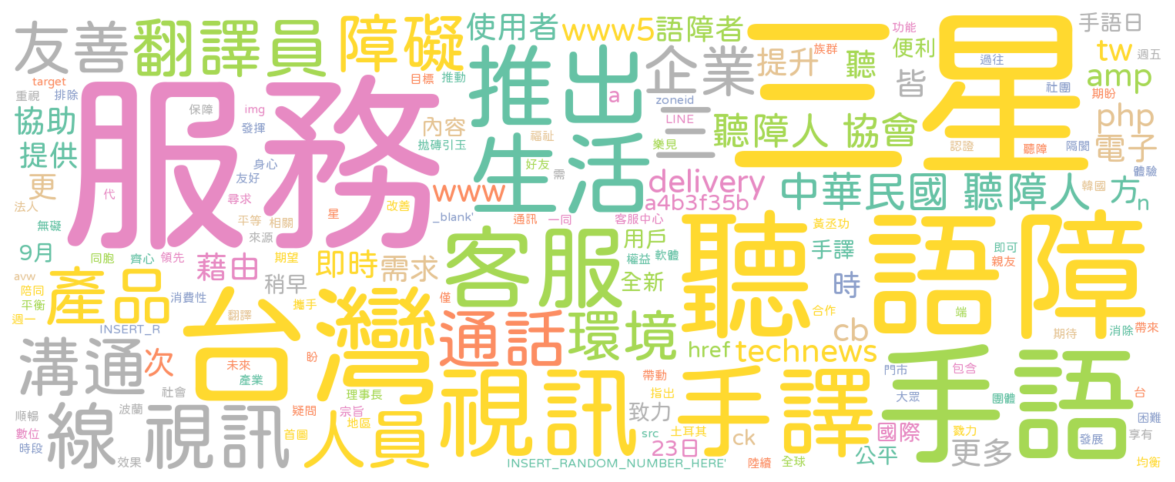 友善
翻譯員
障礙
使用者
www5
語障者
三星
功能
手語日
族群
便利
過往
tw
週五
target
目標
推動
推出
企業
提升
聽
皆
amp
重視
排除
zoneid
社團
期盼
保障
img
服務
a
LINE
php
協助
發揮
內容
福祉
二
聽障人 協會
拋磚引玉
樂見
認證
聽障
隔閡
電子
提供
身心
好友
生活
體驗
更
友好
需
delivery
中華民國 聽障人
韓國
方
代
尋求
www
a4b3f35b
n
法人
星
改善
無礙
平等
相關
_blank'
通訊
一同
客服中心
黃丞功
來源
客服
用戶
聽語障
9月
同胞
齊心
領先
期望
權益
軟體
手譯
即可
親友
avw
藉由
即時
需求
陪同
產品
稍早
全新
時
平衡
消費性
攜手
僅
合作
端
週一
台灣
翻譯
通話
環境
cb
期待
消除
帶來
INSERT_R
盼
溝通
次
未來
href
technews
手語
產業
視訊
帶動
指出
手譯
門市
包含
社會
理事長
大眾
團體
台
順暢
線 視訊
波蘭
人員
疑問
宗旨
地區
致力
困難
數位
首圖
src
土耳其
ck
國際
戮力
享有
時段
23日
更多
發展
效果
INSERT_RANDOM_NUMBER_HERE'
陸續
全球
公平
均衡